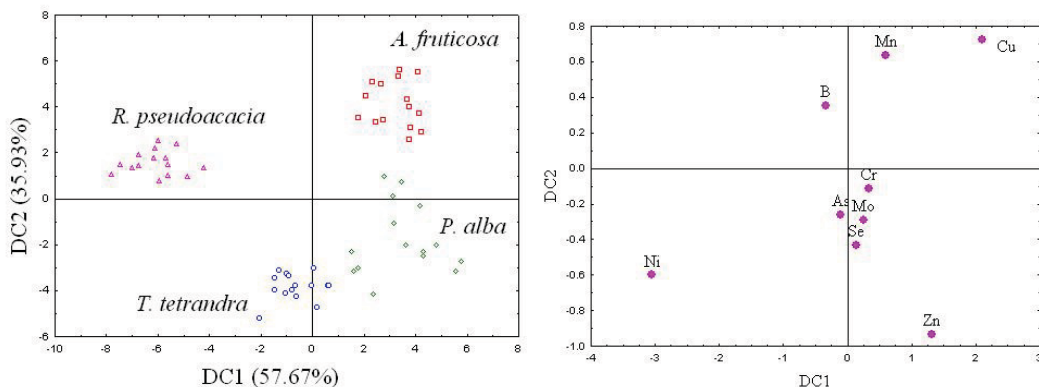 A. fruticosa
R. pseudoacacia
P. alba
T. tetrandra
DC2 (35.93%)
8
6
4
2
0
-2
-4
-6
-10 -8 -6 -4 -2 0 2 4 6 8
DC1 (57.67%)
Mn
Cu
B
Cr
As
Mo
Se
Ni
Zn
DC2
0.8
0.6
0.4
0.2
0.0
-0.2
-0.4
-0.6
-0.8
-1.0
-4 -3 -2 -1 0 1 2 3
DC1